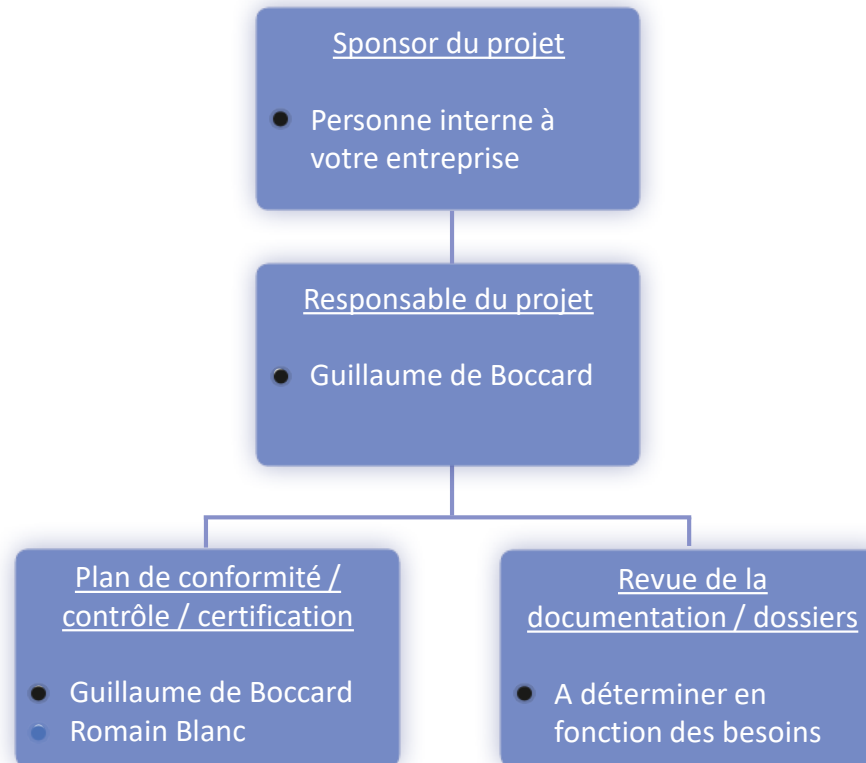 Sponsor du projet
Personne interne à
votre entreprise
Responsable du projet
Guillaume de Boccard
Plan de conformité /
contrôle / certification
Guillaume de Boccard
Romain Blanc
Revue de la
documentation / dossiers
A déterminer en
fonction des besoins